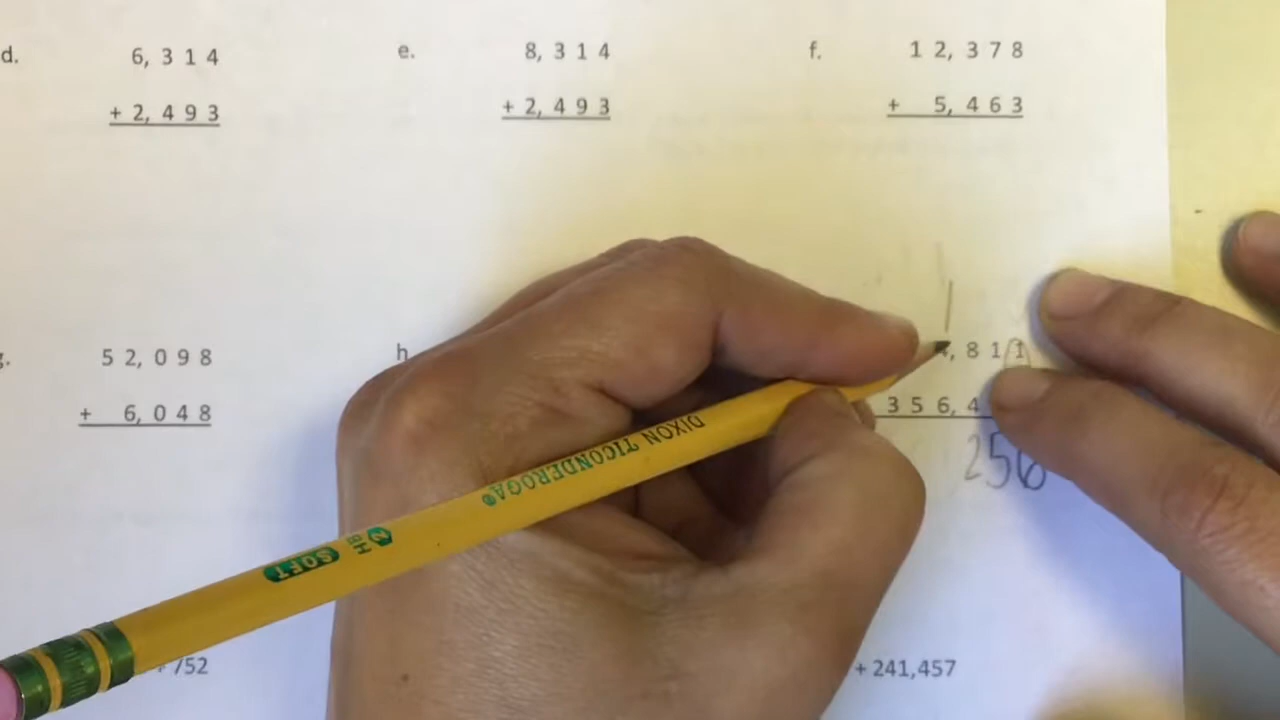 d. 6, 3 1 4 e. 8, 3 1 4 f. 1 2, 3 7 8
+ 2, 4 9 3 + 2, 4 9 3 + 5, 4 6 3
1
g. 5 2, 0 9 8 h 4, 8 1 1
+ 6, 0 4 8 3 5 6, 4
256
DIXON TICONDEROGA®
HB 2 SOFT
+ 752 + 241,457